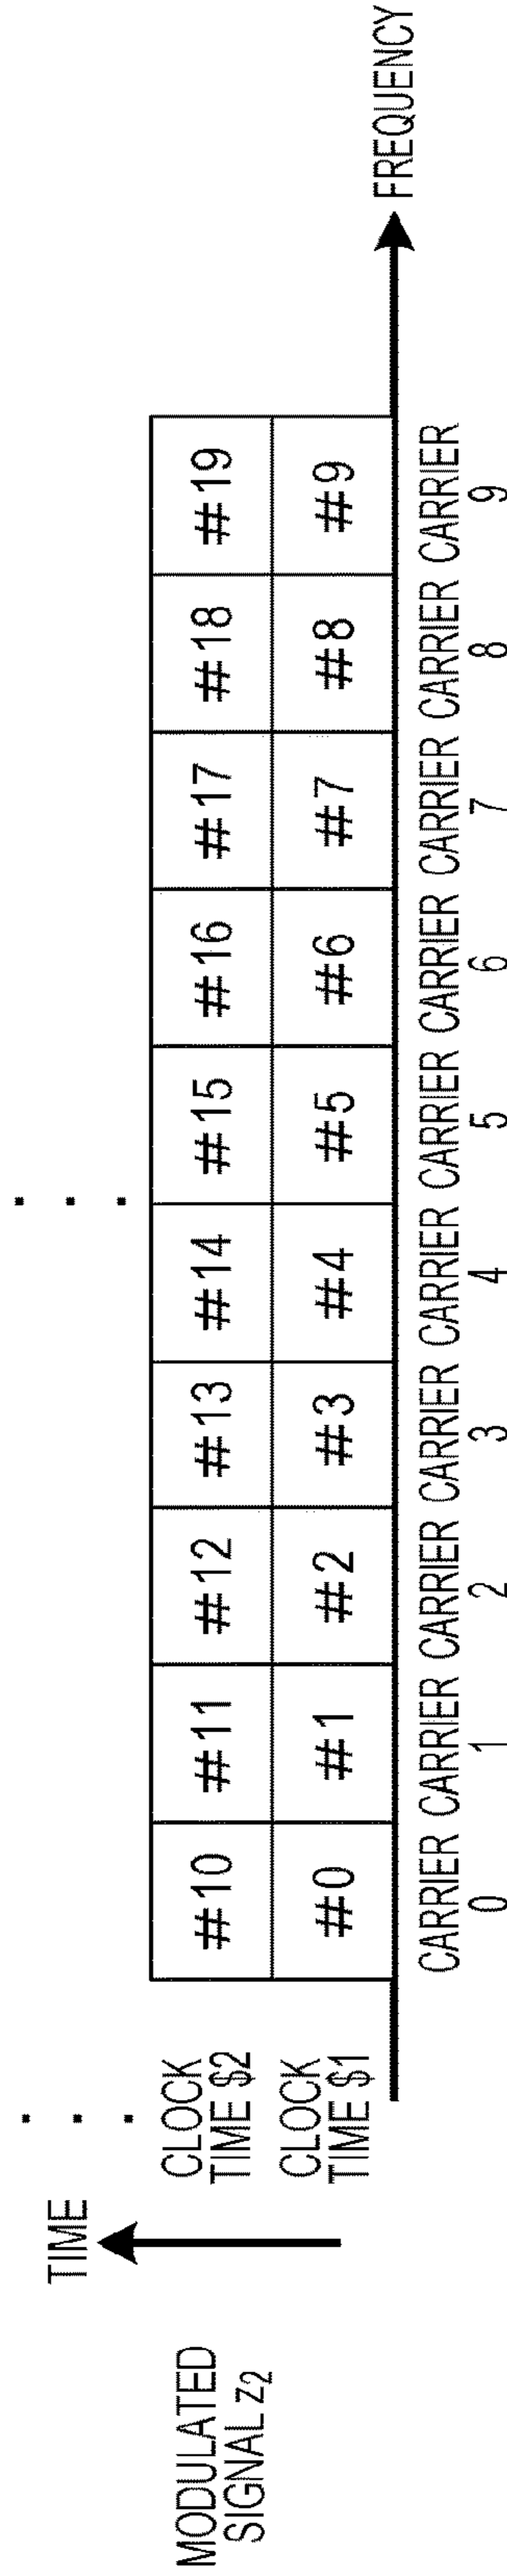 MODULATED
SIGNAL z2
TIME
CLOCK
TIME $2
#10 #11 #12 #13 #14 #15 #16 #17 #18 #19
CLOCK
TIME $1
#0 #1 #2 #3 #4 #5 #6 #7 #8 #9
FREQUENCY
CARRIER CARRIER CARRIER CARRIER CARRIER CARRIER CARRIER CARRIER CARRIER CARRIER
0 1 2 3 4 5 6 7 8 9